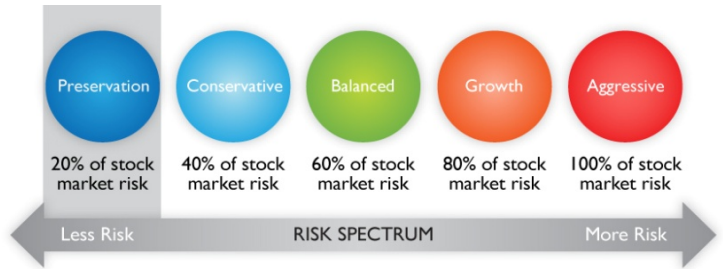 Preservation
Conservative
Balanced
Growth
Aggressive
20% of stock
market risk
40% of stock
market risk
60% of stock
market risk
80% of stock
market risk
100% of stock
market risk
Less Risk
RISK SPECTRUM
More Risk